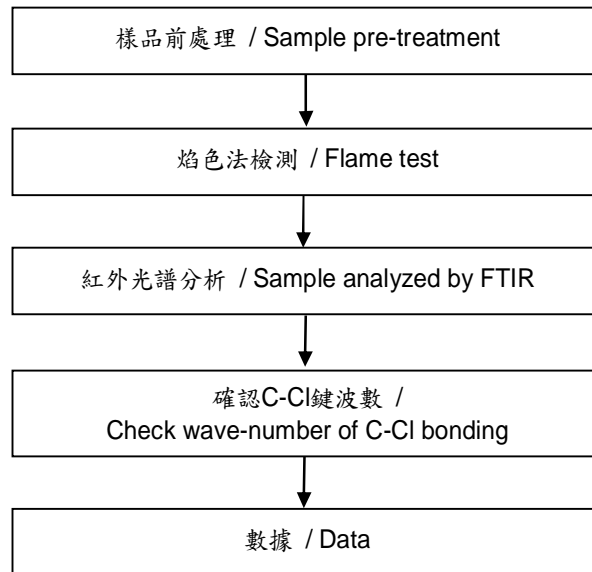 樣品前處理 / Sample pre-treatment
焰色法檢測 / Flame test
紅外光譜分析 / Sample analyzed by FTIR
確認C-Cl鍵波數 /
Check wave-number of C-Cl bonding
數據 / Data